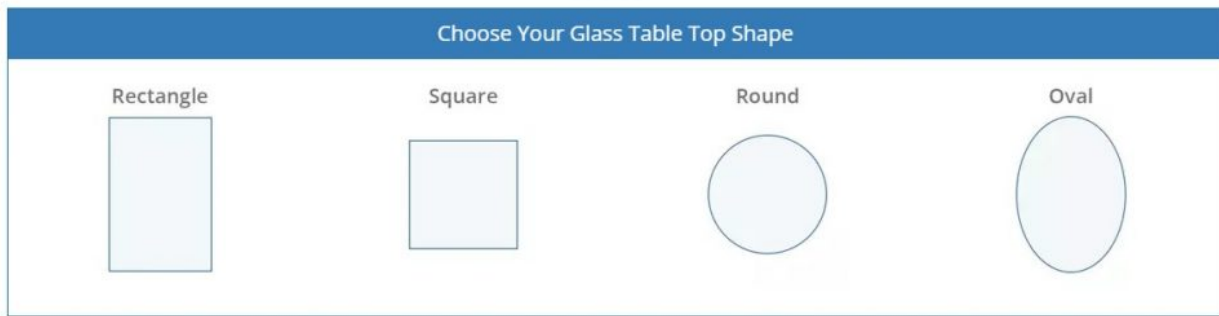 Choose Your Glass Table Top Shape
Rectangle
Square
Round
Oval